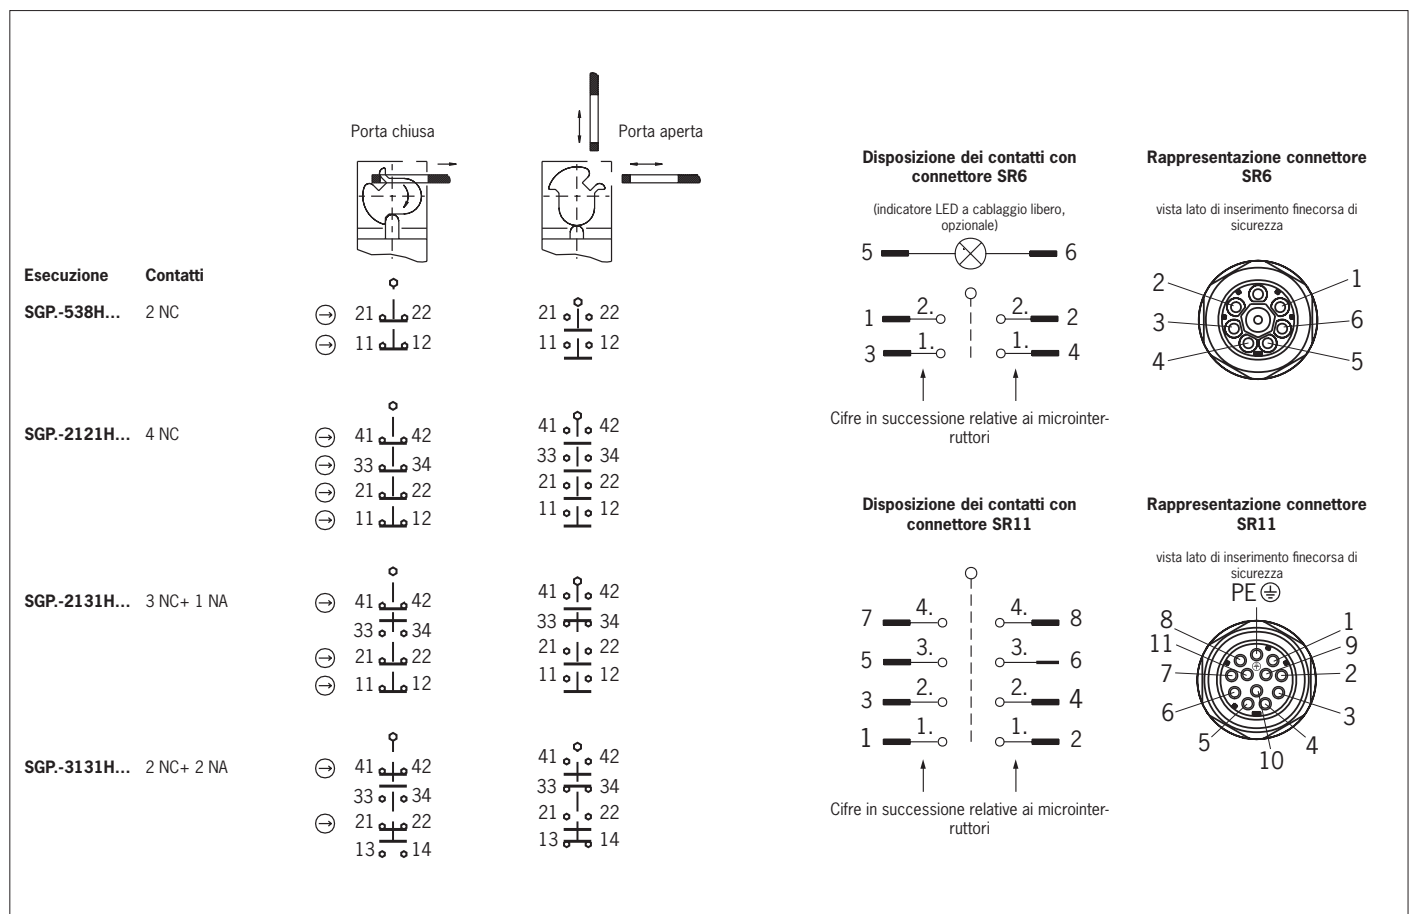 Porta chiusa
Porta aperta
Esecuzione Contatti
SGP.-538H... 2 NC
21 22
11 12
21 22
11 12
SGP.-2121H... 4 NC
41 42
33 34
21 22
11 12
41 42
33 34
21 22
11 12
SGP.-2131H... 3 NC+ 1 NA
41 42
33 34
21 22
11 12
41 42
33 34
21 22
11 12
SGP.-3131H... 2 NC+ 2 NA
41 42
33 34
21 22
13 14
41 42
33 34
21 22
13 14
Disposizione dei contatti con
connettore SR6
(indicatore LED a cablaggio libero,
opzionale)
5 6
1 2. 2. 2
3 1. 1. 4
Cifre in successione relative ai microinter-
ruttori
Rappresentazione connettore
SR6
vista lato di inserimento finecorsa di
sicurezza
2 1
3 6
4 5
Disposizione dei contatti con
connettore SR11
7 4. 4. 8
5 3. 3. 6
3 2. 2. 4
1 1. 1. 2
Cifre in successione relative ai microinter-
ruttori
Rappresentazione connettore
SR11
vista lato di inserimento finecorsa di
sicurezza
PE
8 1
11 9
7 2
6 3
5 4
10